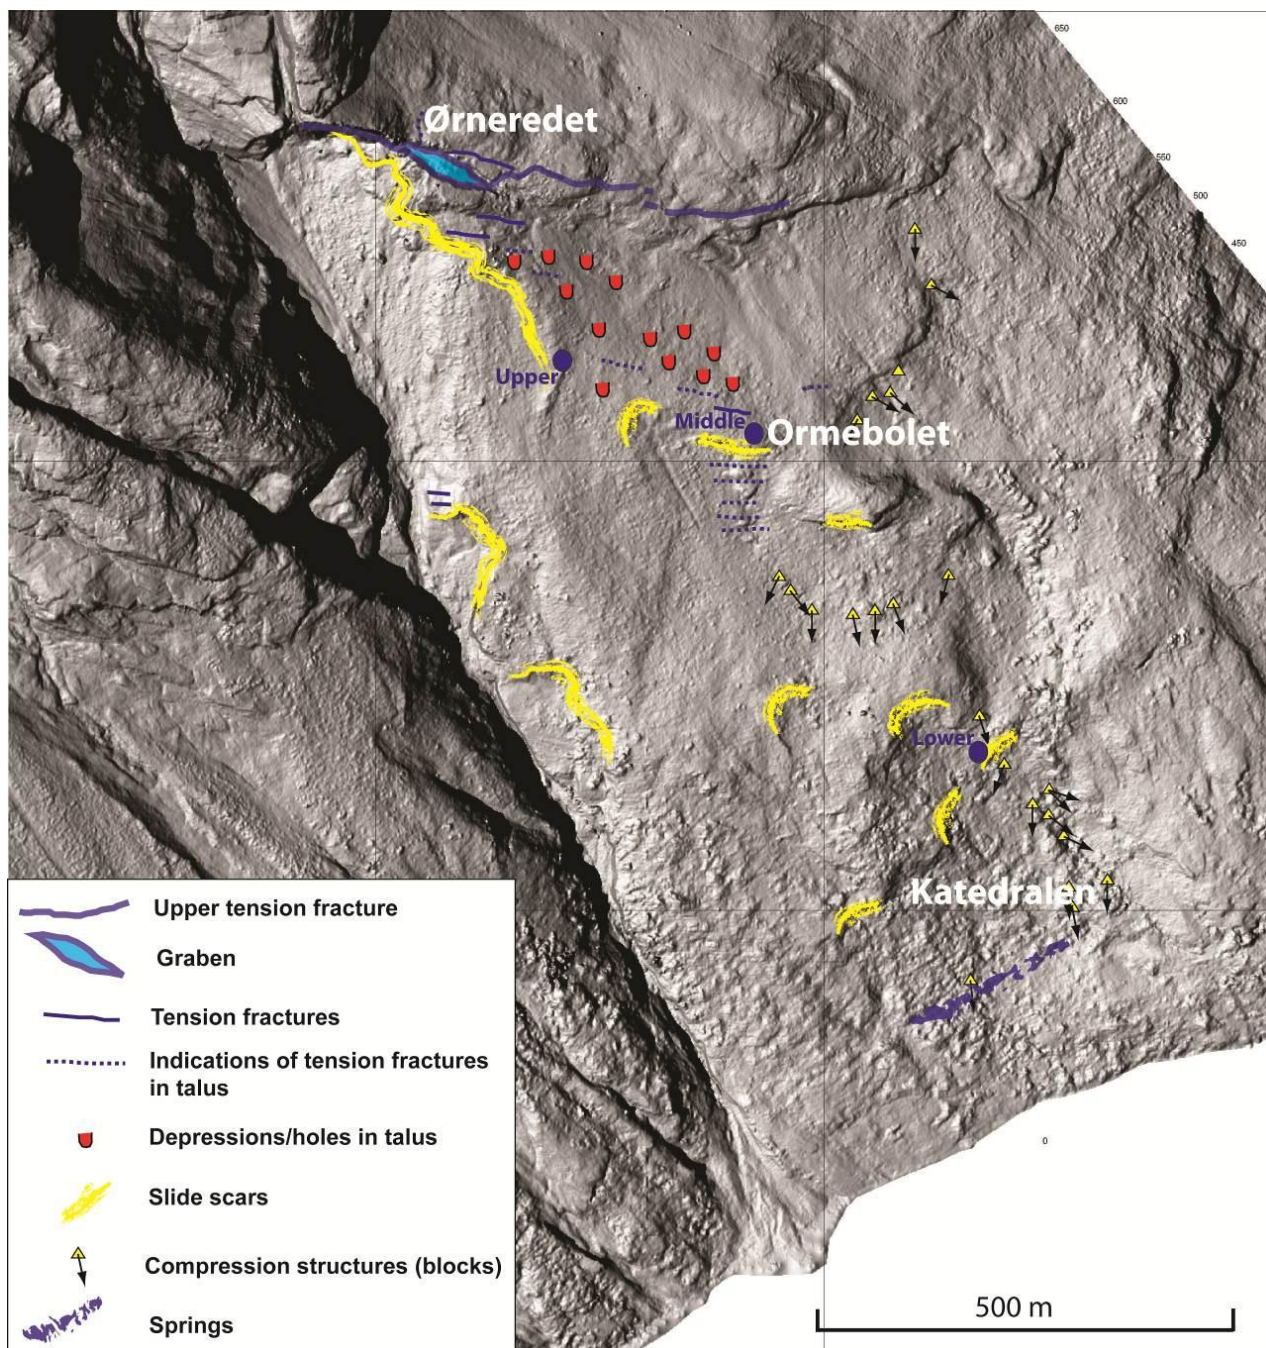 650
600
550
500
450
Ørneredet
Upper
Middle
Ormebolet
Lower
Katedralen
0
Upper tension fracture
Graben
Tension fractures
Indications of tension fractures
in talus
Depressions/holes in talus
Slide scars
Compression structures (blocks)
Springs
500 m